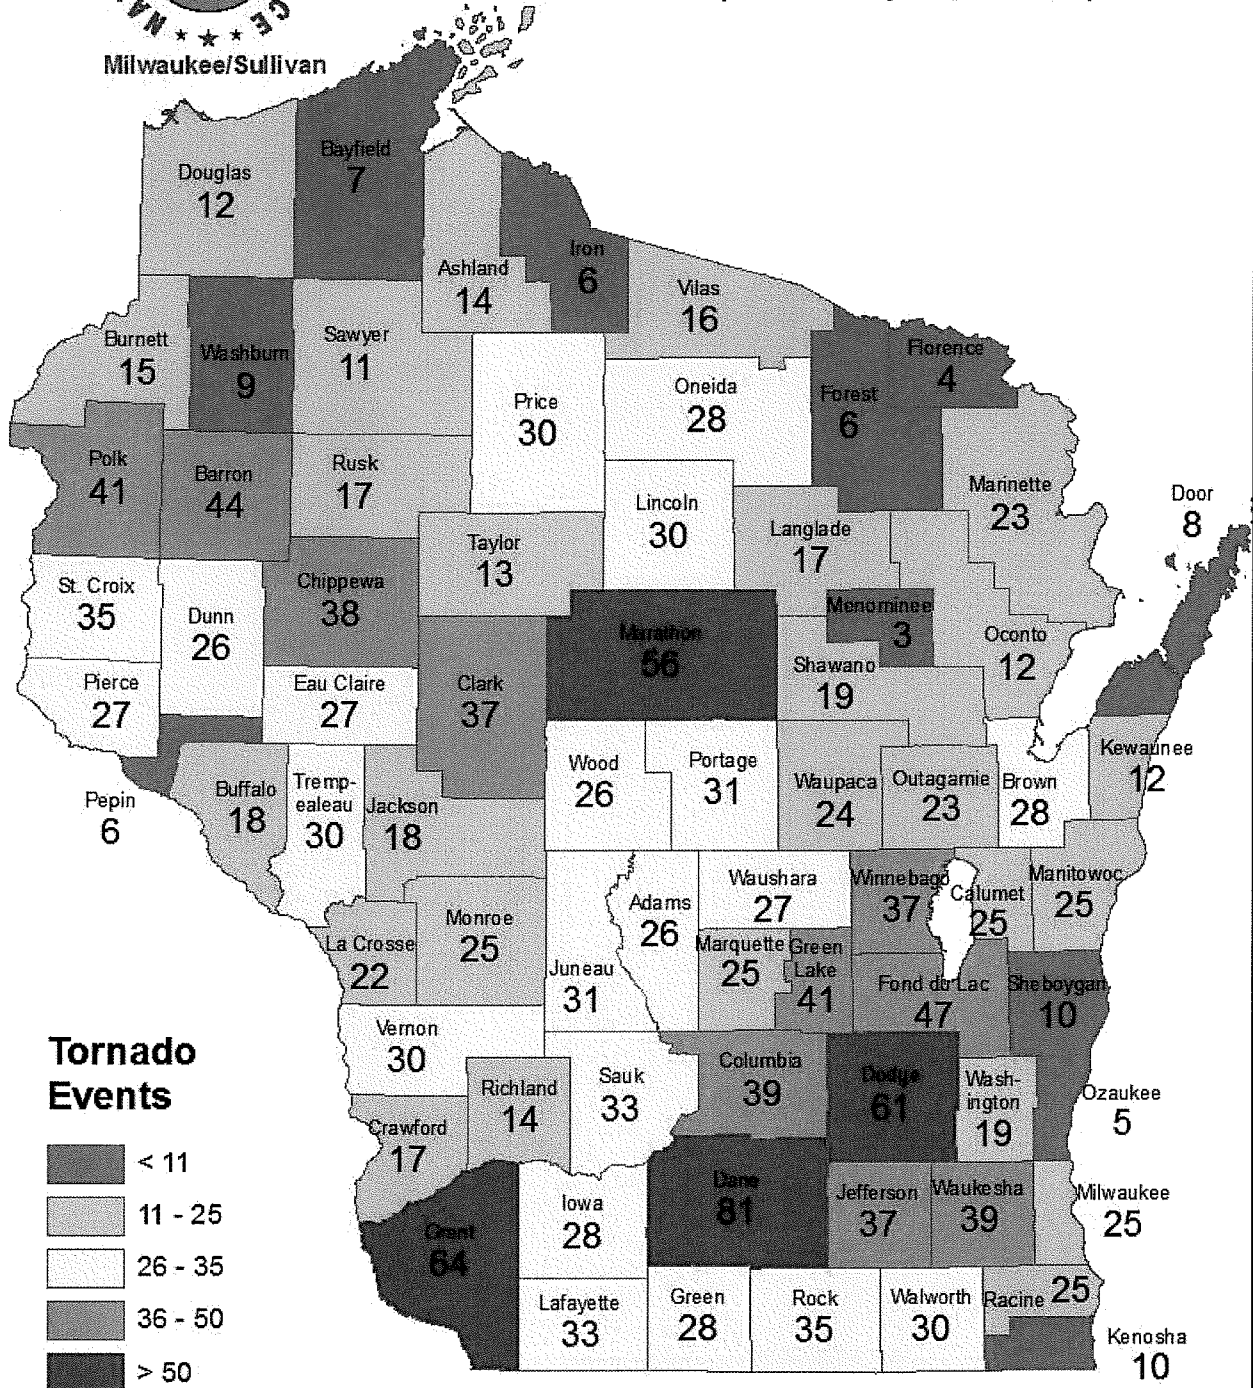 NA
CE
★ ★ ★
Milwaukee/Sullivan
Bayfield
7
Douglas
12
Iron
6
Ashland
14
Vilas
16
Burnett
15
Washburn
9
Sawyer
11
Florence
4
Price
30
Oneida
28
Forest
6
Polk
41
Barron
44
Rusk
17
Lincoln
30
Marinette
23
Door
8
Langlade
17
Taylor
13
St. Croix
35
Chippewa
38
Dunn
26
Menominee
3
Marathon
56
Oconto
12
Shawano
19
Pierce
27
Eau Claire
27
Clark
37
Kewaunee
12
Wood
26
Portage
31
Waupaca
24
Outagamie
23
Brown
28
Pepin
6
Buffalo
18
Temp-
ealeau
30
Jackson
18
Waushara
27
Winnebago
37
Calumet
25
Manitowoc
25
Adams
26
Monroe
25
La Crosse
22
Marquette
25
Green
Lake
41
Juneau
31
Fond du Lac
47
Sheboygan
10
Vernon
30
Columbia
39
Dodge
61
Wash-
ington
19
Ozaukee
5
Sauk
33
Richland
14
Crawford
17
Dane
81
Jefferson
37
Waukesha
39
Milwaukee
25
Iowa
28
Grant
64
Lafayette
33
Green
28
Rock
35
Walworth
30
Racine 25
Kenosha
10
Tornado
Events
< 11
11 - 25
26 - 35
36 - 50
> 50